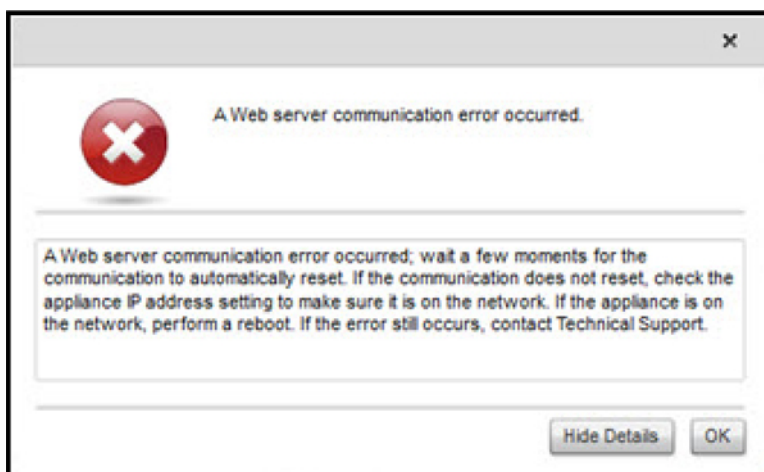 A Web server communication error occurred.
A Web server communication error occurred; wait a few moments for the
communication to automatically reset. If the communication does not reset, check the
appliance IP address setting to make sure it is on the network. If the appliance is on
the network, perform a reboot. If the error still occurs, contact Technical Support.
Hide Details
OK